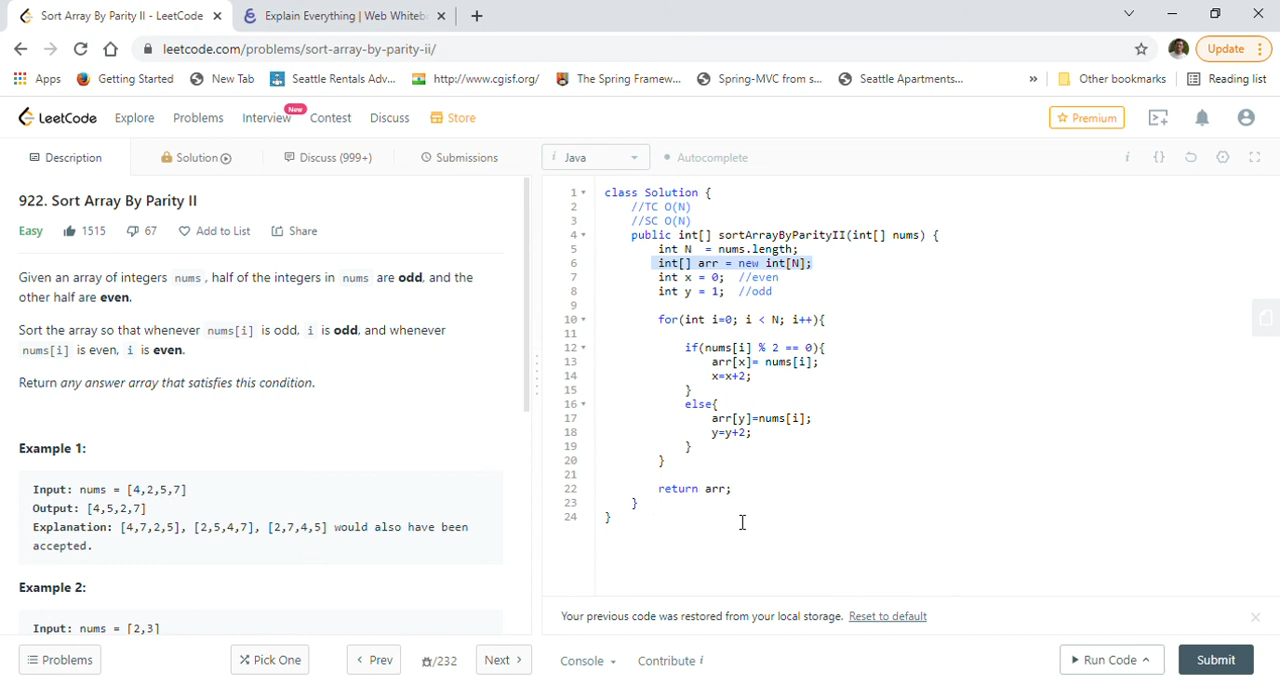 Sort Array By Parity II - LeetCode
Explain Everything | Web Whiteb
leetcode.com/problems/sort-array-by-parity-ii/
Update
Apps
Getting Started
New Tab
Seattle Rentals Adv...
http://www.cgisf.org/
The Spring Framew...
Spring-MVC from s...
Seattle Apartments...
»
Other bookmarks
Reading list
LeetCode
Explore
Problems
Interview
New
Contest
Discuss
Store
Premium
Description
Solution
Discuss (999+)
Submissions
i Java
Autocomplete
i
{}
922. Sort Array By Parity II
Easy
1515
67
Add to List
Share
Given an array of integers nums, half of the integers in nums are odd, and the
other half are even.
Sort the array so that whenever nums[i] is odd, i is odd, and whenever
nums[i] is even, i is even.
Return any answer array that satisfies this condition.
Example 1:
Input: nums = [4,2,5,7]
Output: [4,5,2,7]
Explanation: [4,7,2,5], [2,5,4,7], [2,7,4,5] would also have been
accepted.
Example 2:
Input: nums = [2,3]
1 class Solution {
2 //TC O(N)
3 //SC O(N)
4 public int[] sortArrayByParityII(int[] nums) {
5 int N = nums.length;
6 int[] arr = new int[N];
7 int x = 0; //even
8 int y = 1; //odd
9
10 for(int i=0; i < N; i++){
11
12 if(nums[i] % 2 == 0){
13 arr[x]= nums[i];
14 x=x+2;
15 }
16 else{
17 arr[y]=nums[i];
18 y=y+2;
19 }
20 }
21
22 return arr;
23 }
24 }
Your previous code was restored from your local storage. Reset to default
Problems
Pick One
Prev
/232
Next
Console
Contribute i
Run Code
Submit